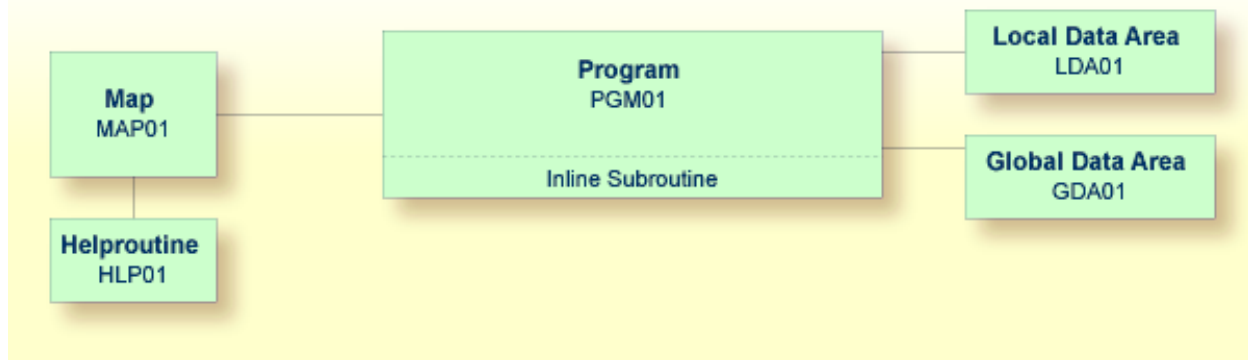 Map
MAP01
Helproutine
HLP01
Program
PGM01
Inline Subroutine
Local Data Area
LDA01
Global Data Area
GDA01